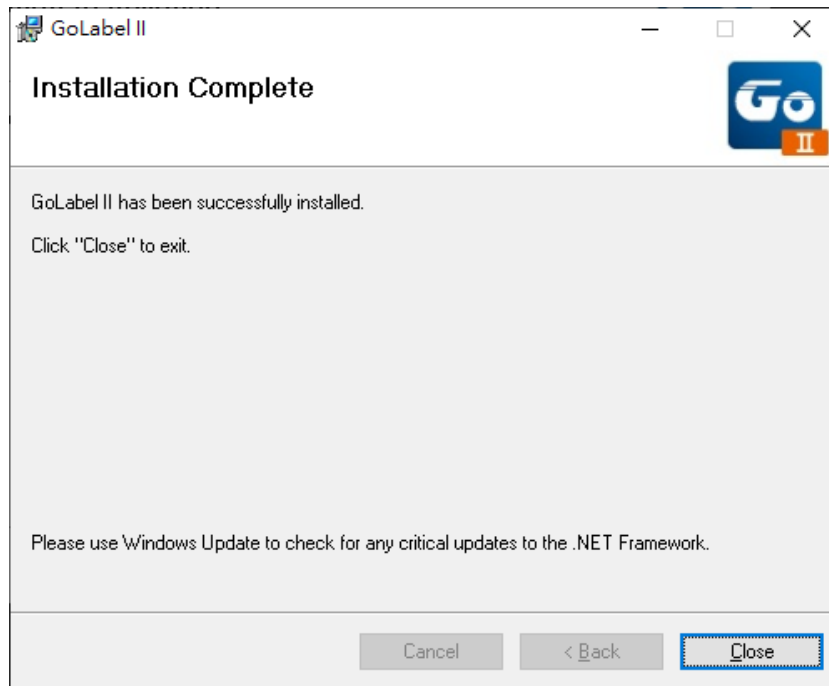 GoLabel II
Installation Complete
Go
II
GoLabel II has been successfully installed.
Click "Close" to exit.
Please use Windows Update to check for any critical updates to the .NET Framework.
Cancel
< Back
Close